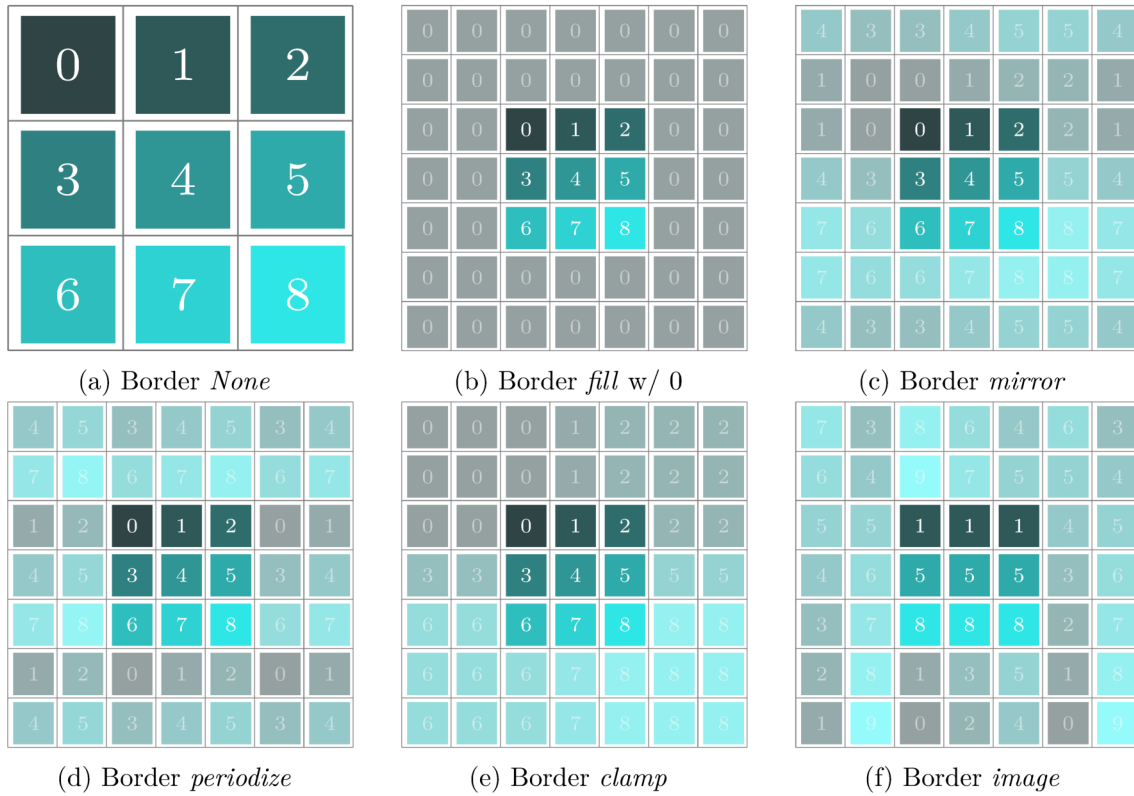 0 1 2
3 4 5
6 7 8
(a) Border None
0 0 0 0 0 0 0
0 0 0 0 0 0 0
0 0 0 1 2 0 0
0 0 3 4 5 0 0
0 0 6 7 8 0 0
0 0 0 0 0 0 0
0 0 0 0 0 0 0
(b) Border fill w/ 0
4 3 3 4 5 5 4
1 0 0 1 2 2 1
1 0 0 1 2 2 1
4 3 3 4 5 5 4
7 6 6 7 8 8 7
7 6 6 7 8 8 7
4 3 3 4 5 5 4
(c) Border mirror
4 5 3 4 5 3 4
7 8 6 7 8 6 7
1 2 0 1 2 0 1
4 5 3 4 5 3 4
7 8 6 7 8 6 7
1 2 0 1 2 0 1
4 5 3 4 5 3 4
(d) Border periodize
0 0 0 1 2 2 2
0 0 0 1 2 2 2
0 0 0 1 2 2 2
3 3 3 4 5 5 5
6 6 6 7 8 8 8
6 6 6 7 8 8 8
6 6 6 7 8 8 8
(e) Border clamp
7 3 8 6 4 6 3
6 4 9 7 5 5 4
5 5 1 1 1 4 5
4 6 5 5 5 3 6
3 7 8 8 8 2 7
2 8 1 3 5 1 8
1 9 0 2 4 0 9
(f) Border image